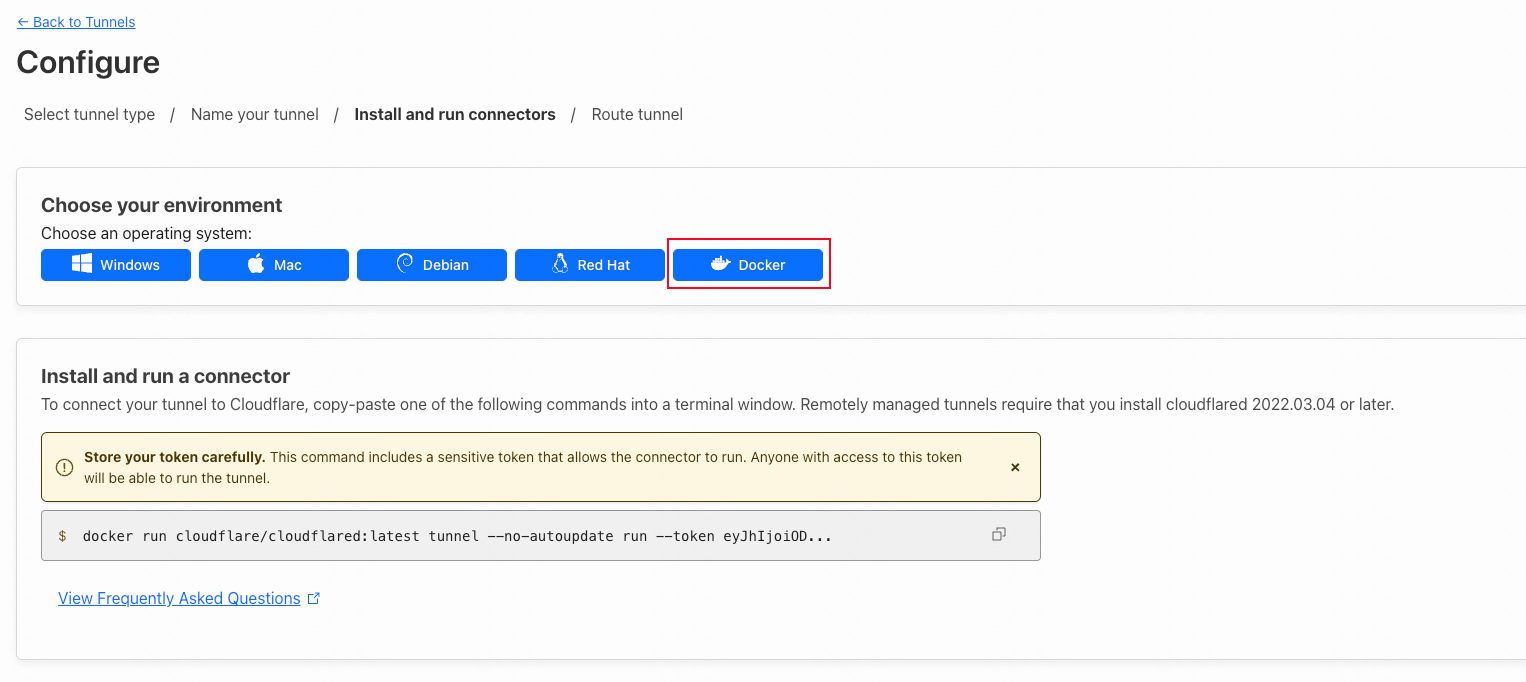 ← Back to Tunnels
Configure
Select tunnel type / Name your tunnel / Install and run connectors / Route tunnel
Choose your environment
Choose an operating system:
Windows Mac Debian Red Hat Docker
Install and run a connector
To connect your tunnel to Cloudflare, copy-paste one of the following commands into a terminal window. Remotely managed tunnels require that you install cloudflared 2022.03.04 or later.
Store your token carefully. This command includes a sensitive token that allows the connector to run. Anyone with access to this token
will be able to run the tunnel.
$ docker run cloudflare/cloudflared:latest tunnel --no-autoupdate run --token eyJhIjoiOD...
View Frequently Asked Questions